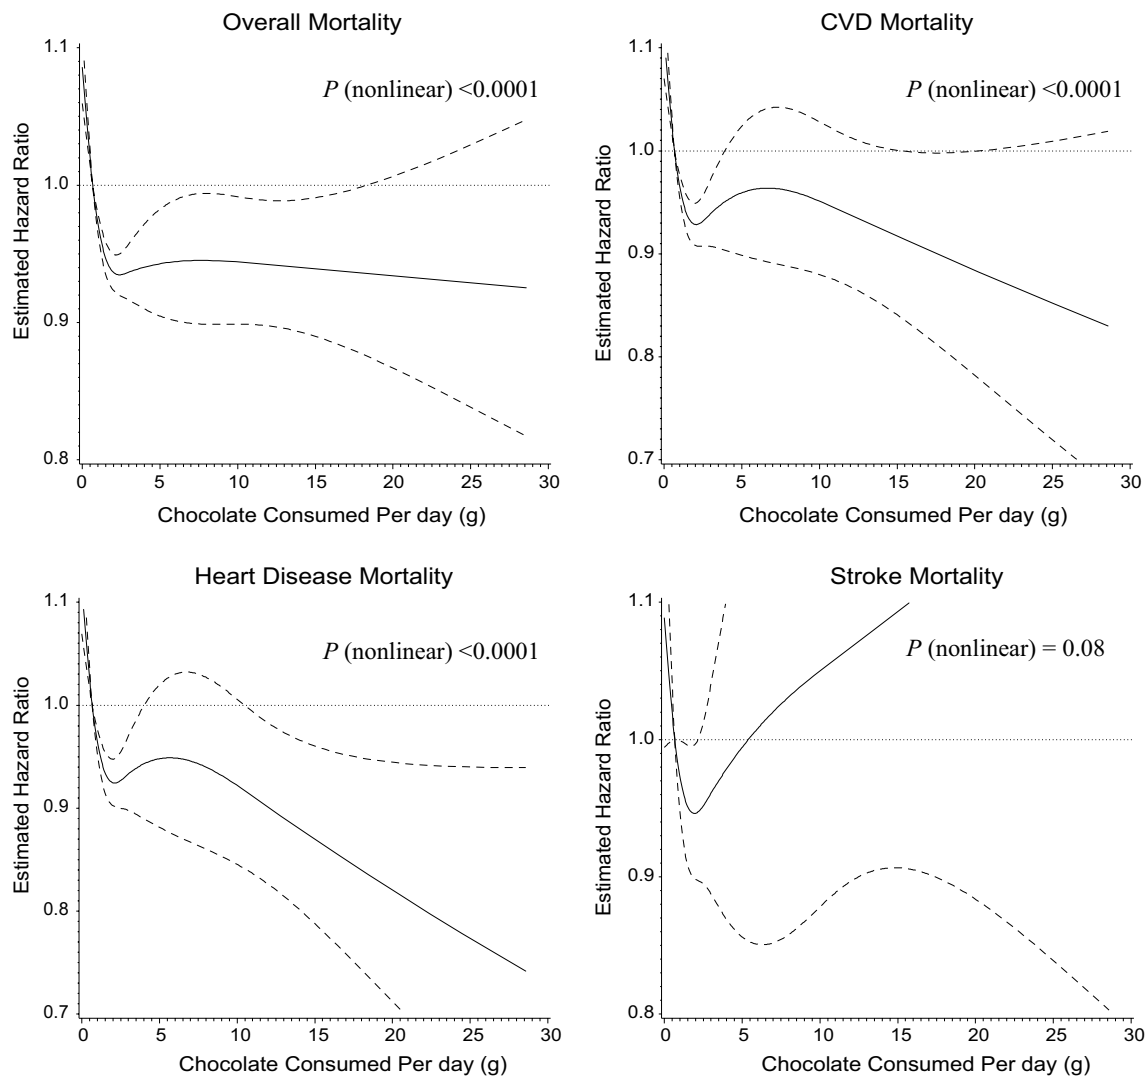 Overall Mortality
P (nonlinear) <0.0001
Estimated Hazard Ratio
1.1
1.0
0.9
0.8
0 5 10 15 20 25 30
Chocolate Consumed Per day (g)
CVD Mortality
P (nonlinear) <0.0001
Estimated Hazard Ratio
1.1
1.0
0.9
0.8
0.7
0 5 10 15 20 25 30
Chocolate Consumed Per day (g)
Heart Disease Mortality
P (nonlinear) <0.0001
Estimated Hazard Ratio
1.1
1.0
0.9
0.8
0.7
0 5 10 15 20 25 30
Chocolate Consumed Per day (g)
Stroke Mortality
P (nonlinear) = 0.08
Estimated Hazard Ratio
1.1
1.0
0.9
0.8
0 5 10 15 20 25 30
Chocolate Consumed Per day (g)